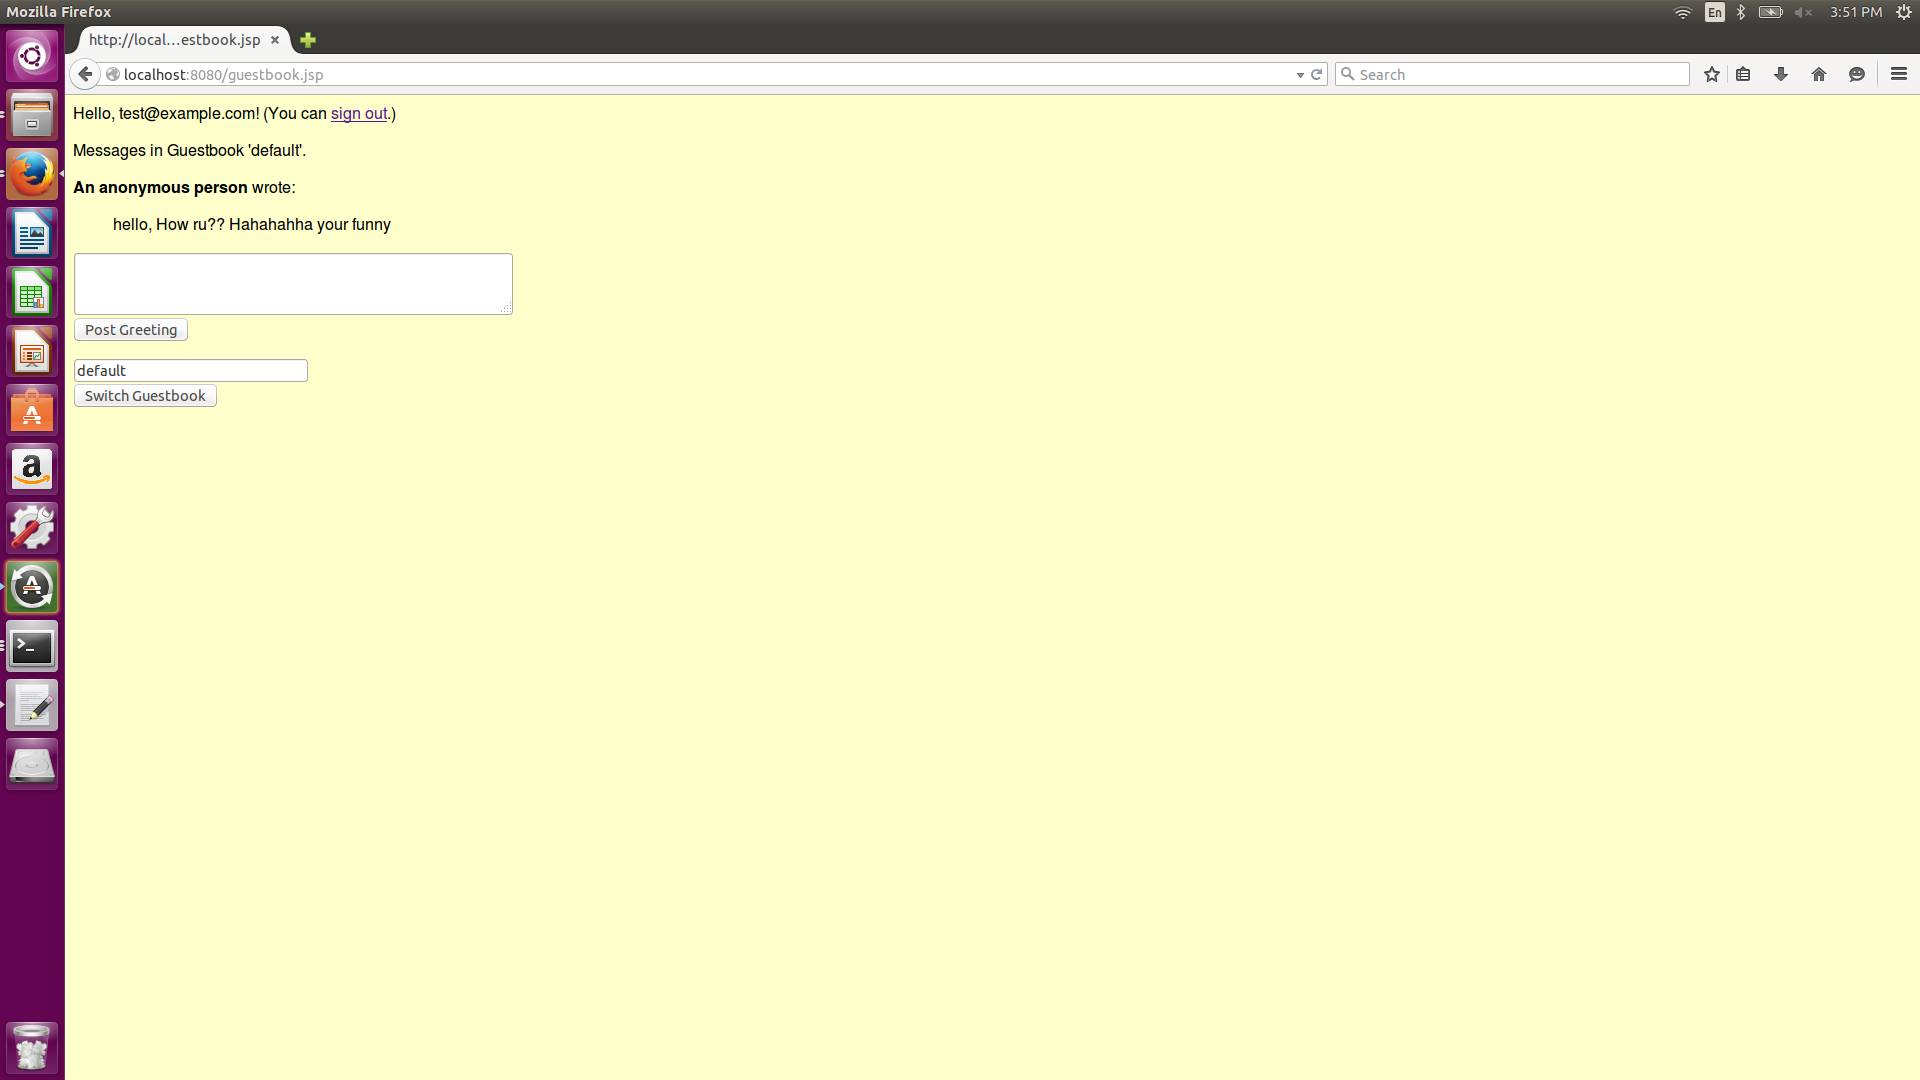 Mozilla Firefox
En
3:51 PM
http://local...estbook.jsp
localhost:8080/guestbook.jsp
Search
Hello, test@example.com! (You can sign out.)
Messages in Guestbook 'default'.
An anonymous person wrote:
hello, How ru?? Hahahahha your funny
Post Greeting
default
Switch Guestbook